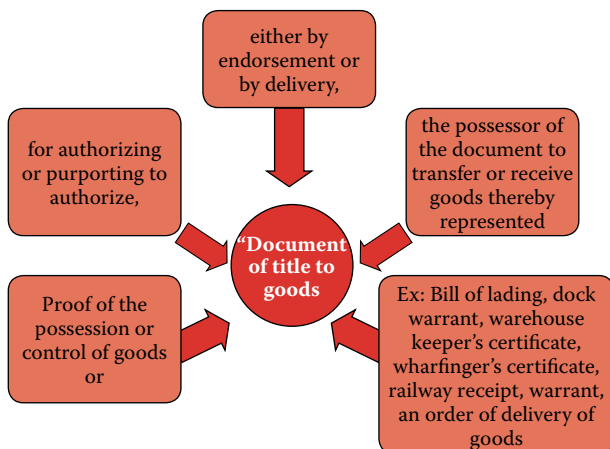 either by
endorsement or
by delivery,
for authorizing
or purporting to
authorize,
the possessor of
the document to
transfer or receive
goods thereby
represented
“Document
of title to
goods
Proof of the
possession or
control of goods
or
Ex: Bill of lading, dock
warrant, warehouse
keeper’s certificate,
wharfinger’s certificate,
railway receipt, warrant,
an order of delivery of
goods